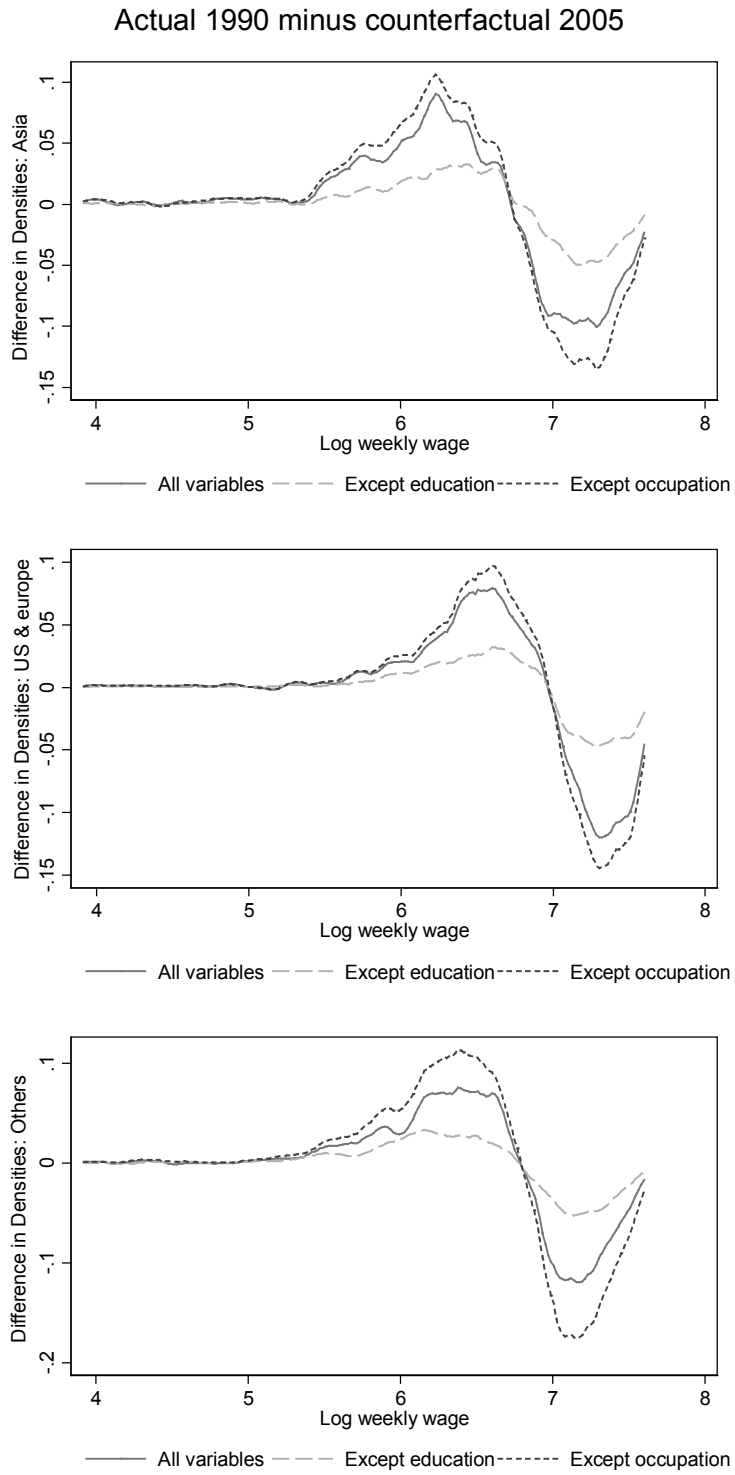 Actual 1990 minus counterfactual 2005
Difference in Densities: Asia
.1
.05
0
-.05
-.1
-.15
4 5 6 7 8
Log weekly wage
All variables Except education Except occupation
Difference in Densities: US & europe
.1
.05
0
-.05
-.1
-.15
4 5 6 7 8
Log weekly wage
All variables Except education Except occupation
Difference in Densities: Others
.1
0
-.1
-.2
4 5 6 7 8
Log weekly wage
All variables Except education Except occupation